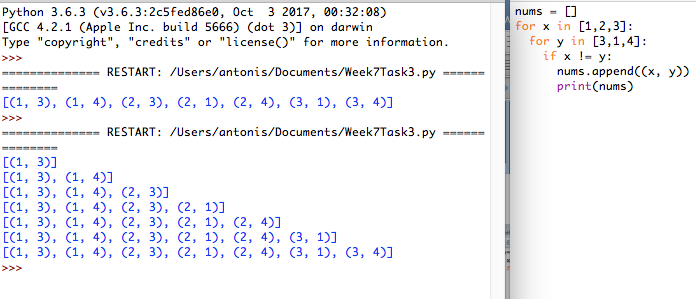 Python 3.6.3 (v3.6.3:2c5fed86e0, Oct  3 2017, 00:32:08)
[GCC 4.2.1 (Apple Inc. build 5666) (dot 3)] on darwin
Type "copyright", "credits" or "license()" for more information.
>>>
============== RESTART: /Users/antonis/Documents/Week7Task3.py ======
========
[(1, 3), (1, 4), (2, 3), (2, 1), (2, 4), (3, 1), (3, 4)]
>>>
============== RESTART: /Users/antonis/Documents/Week7Task3.py ======
========
[(1, 3)]
[(1, 3), (1, 4)]
[(1, 3), (1, 4), (2, 3)]
[(1, 3), (1, 4), (2, 3), (2, 1)]
[(1, 3), (1, 4), (2, 3), (2, 1), (2, 4)]
[(1, 3), (1, 4), (2, 3), (2, 1), (2, 4), (3, 1)]
[(1, 3), (1, 4), (2, 3), (2, 1), (2, 4), (3, 1), (3, 4)]
>>>
nums = []
for x in [1,2,3]:
  for y in [3,1,4]:
    if x != y:
      nums.append((x, y))
      print(nums)